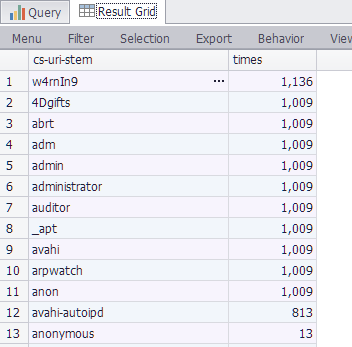 Query Result Grid
Menu Filter Selection Export Behavior View
cs-uri-stem times
1 w4rnIn9 ... 1,136
2 4Dgifts 1,009
3 abrt 1,009
4 adm 1,009
5 admin 1,009
6 administrator 1,009
7 auditor 1,009
8 _apt 1,009
9 avahi 1,009
10 arpwatch 1,009
11 anon 1,009
12 avahi-autoipd 813
13 anonymous 13